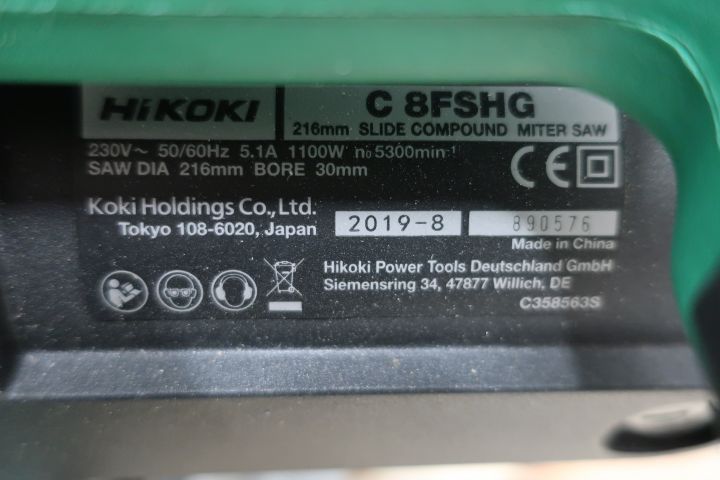 HiKOKI
C 8FSHG
216mm SLIDE COMPOUND MITER SAW
230V~ 50/60Hz 5.1A 1100W n₀5300min⁻¹
SAW DIA 216mm BORE 30mm
CE
Koki Holdings Co., Ltd.
Tokyo 108-6020, Japan
2019-8
890576
Made in China
Hikoki Power Tools Deutschland GmbH
Siemensring 34, 47877 Willich, DE
C358563S